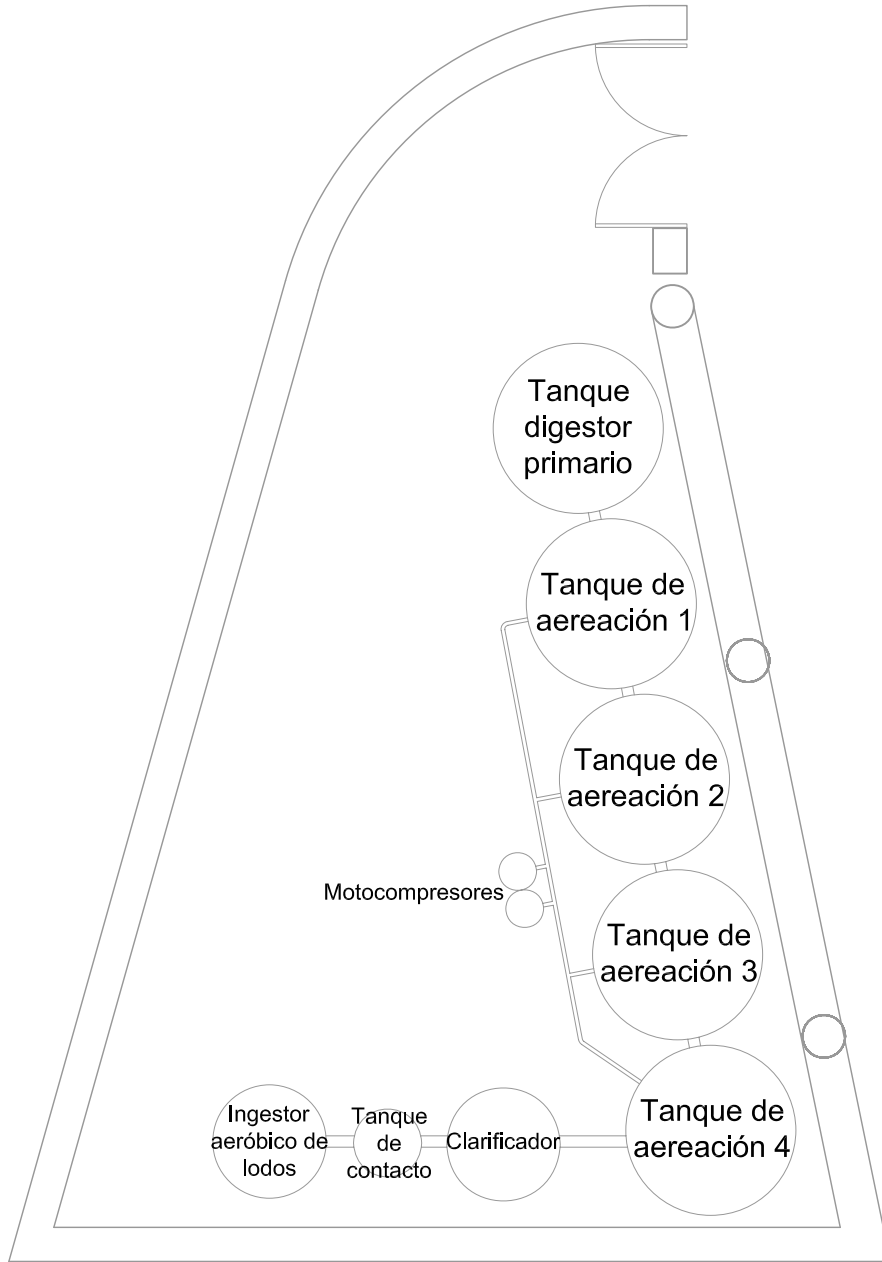 Tanque
digestor
primario
Tanque de
aereación 1
Tanque de
aereación 2
Motocompresores
Tanque de
aereación 3
Ingestor
aeróbico de
lodos
Tanque
de
contacto
Clarificador
Tanque de
aereación 4